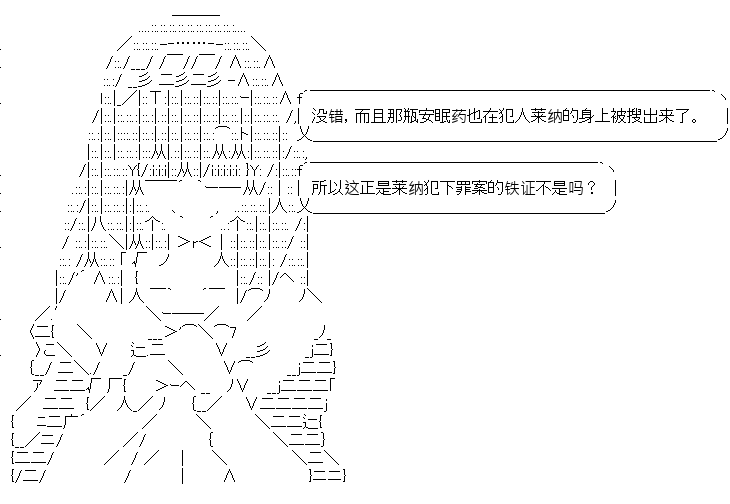 没错，而且那瓶安眠药也在犯人莱纳的身上被搜出来了。
所以这正是莱纳犯下罪案的铁证不是吗？